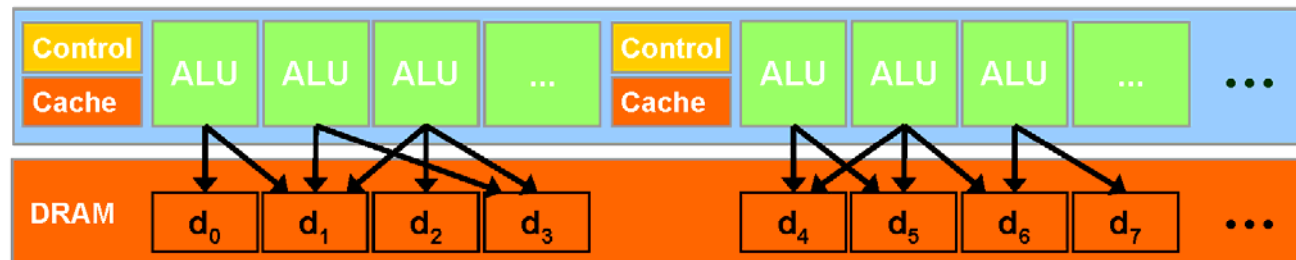 Control ALU ALU ALU ... Control ALU ALU ALU ... ...
Cache Cache
DRAM d0 d1 d2 d3 d4 d5 d6 d7 ...